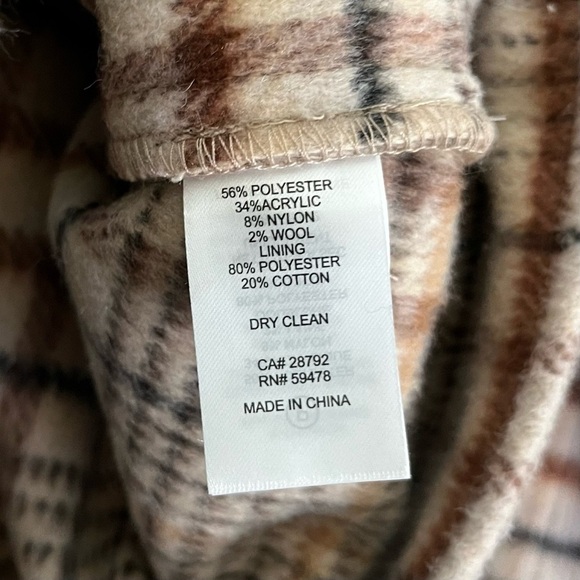 56% POLYESTER
34%ACRYLIC
8% NYLON
2% WOOL
LINING
80% POLYESTER
20% COTTON
DRY CLEAN
CA# 28792
RN# 59478
MADE IN CHINA